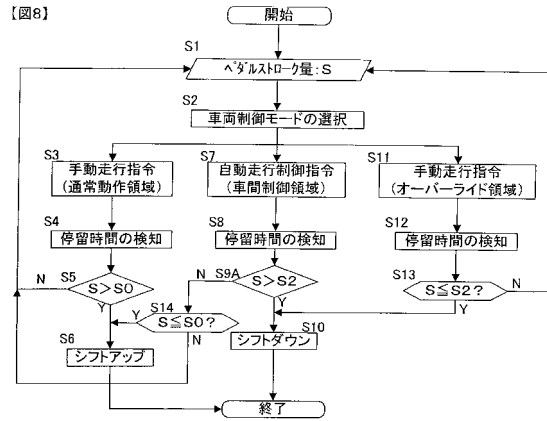 【図8】
開始
S1
ペダルストローク量:S
S2
車両制御モードの選択
S3
手動走行指令
(通常動作領域)
S7
自動走行制御指令
(車間制御領域)
S11
手動走行指令
(オーバーライド領域)
S4
停留時間の検知
S8
停留時間の検知
S12
停留時間の検知
N
S5
S>S0
Y
N
S9A
S>S2
Y
S13
S≦S2?
N
Y
S14
Y
S≦S0?
N
S6
シフトアップ
S10
シフトダウン
終了